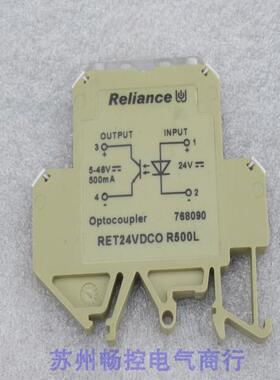 Reliance
OUTPUT INPUT
3 1
5-48V 24V
500mA
4 2
Optocoupler 768090
RET24VDCO R500L
苏州畅控电气商行